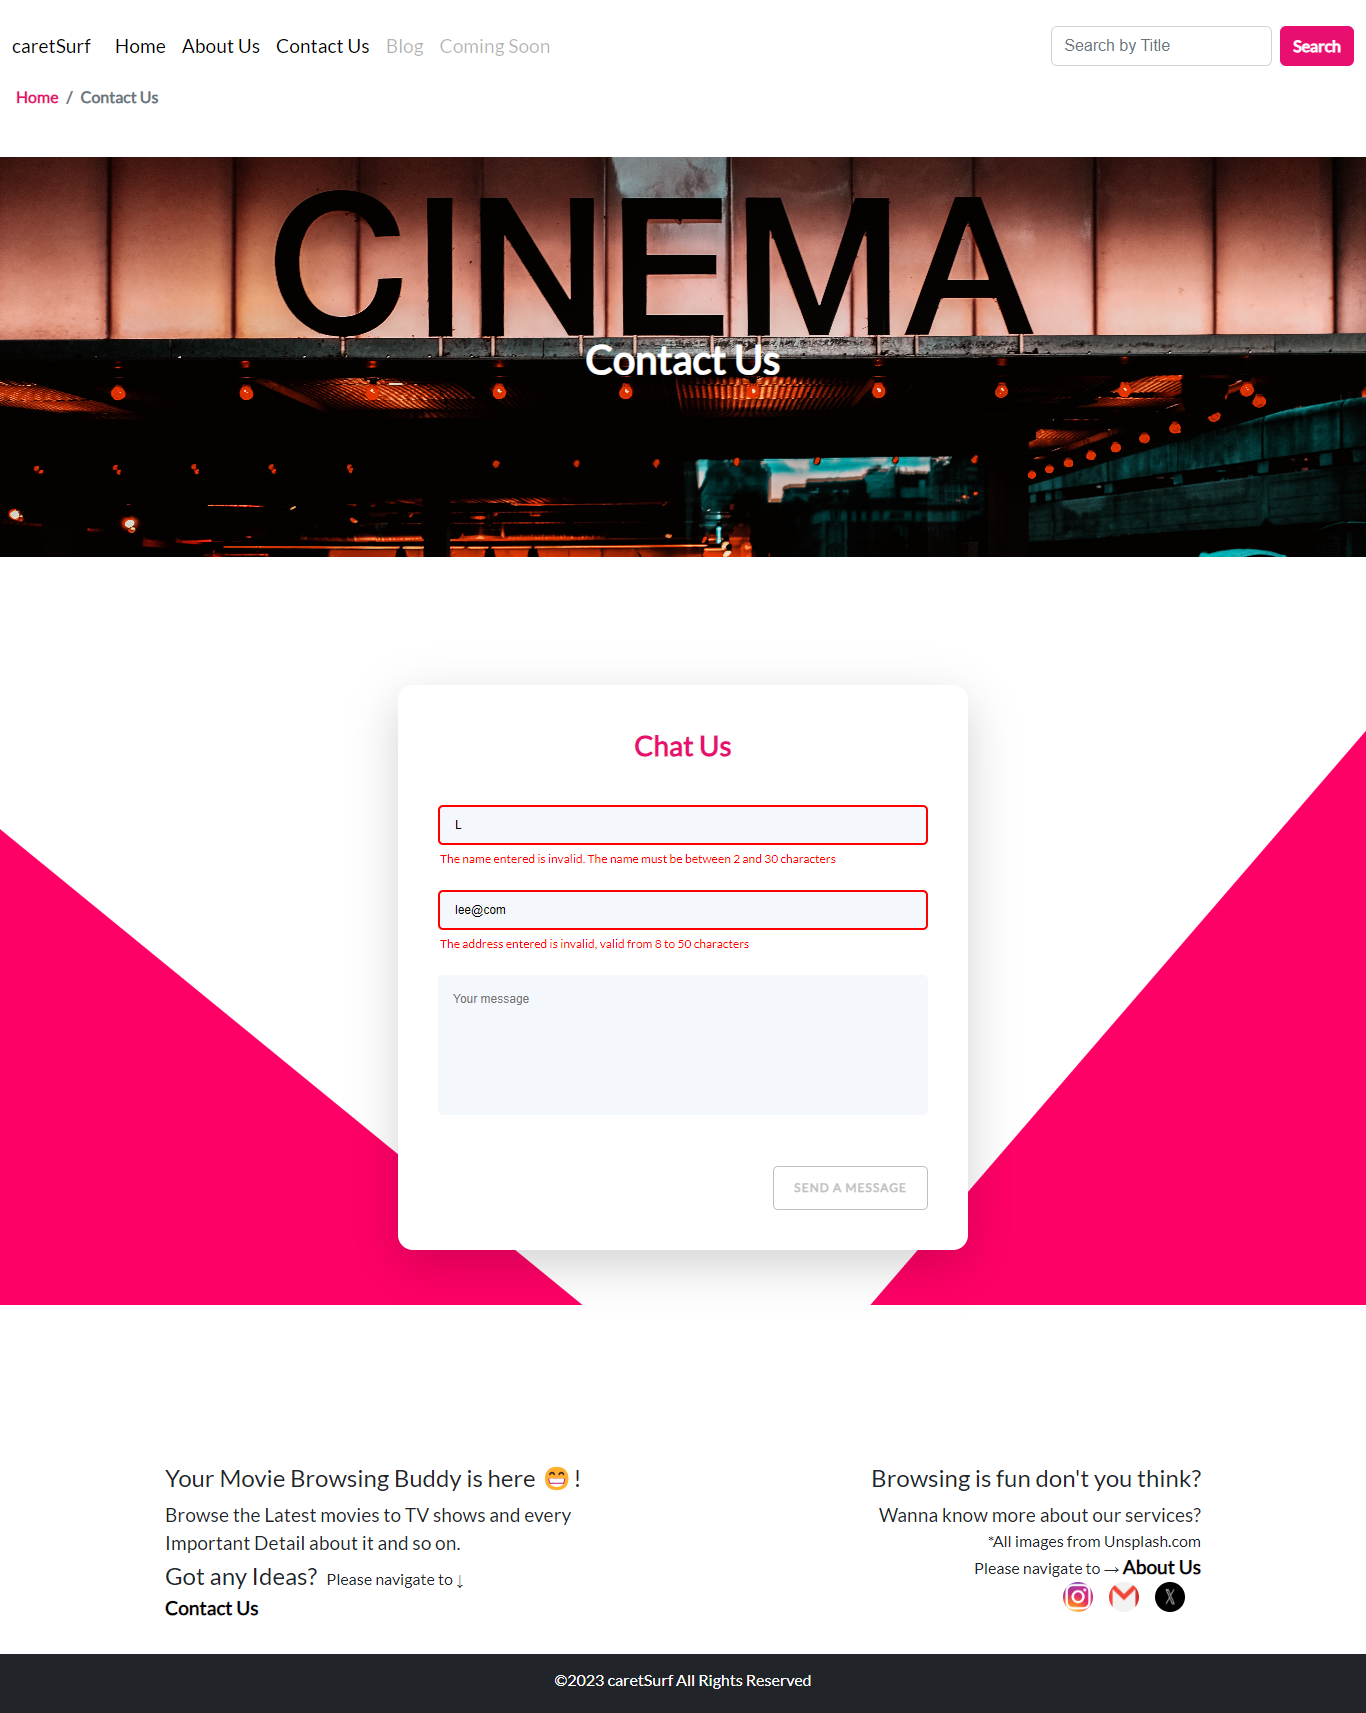 caretSurf Home About Us Contact Us Blog Coming Soon Search by Title Search
Home / Contact Us
CINEMA
Contact Us
Chat Us
L
The name entered is invalid. The name must be between 2 and 30 characters
lee@com
The address entered is invalid, valid from 8 to 50 characters
Your message
SEND A MESSAGE
Your Movie Browsing Buddy is here 😁 !
Browse the Latest movies to TV shows and every
Important Detail about it and so on.
Got any Ideas? Please navigate to ↓
Contact Us
Browsing is fun don't you think?
Wanna know more about our services?
*All images from Unsplash.com
Please navigate to → About Us
©2023 caretSurf All Rights Reserved